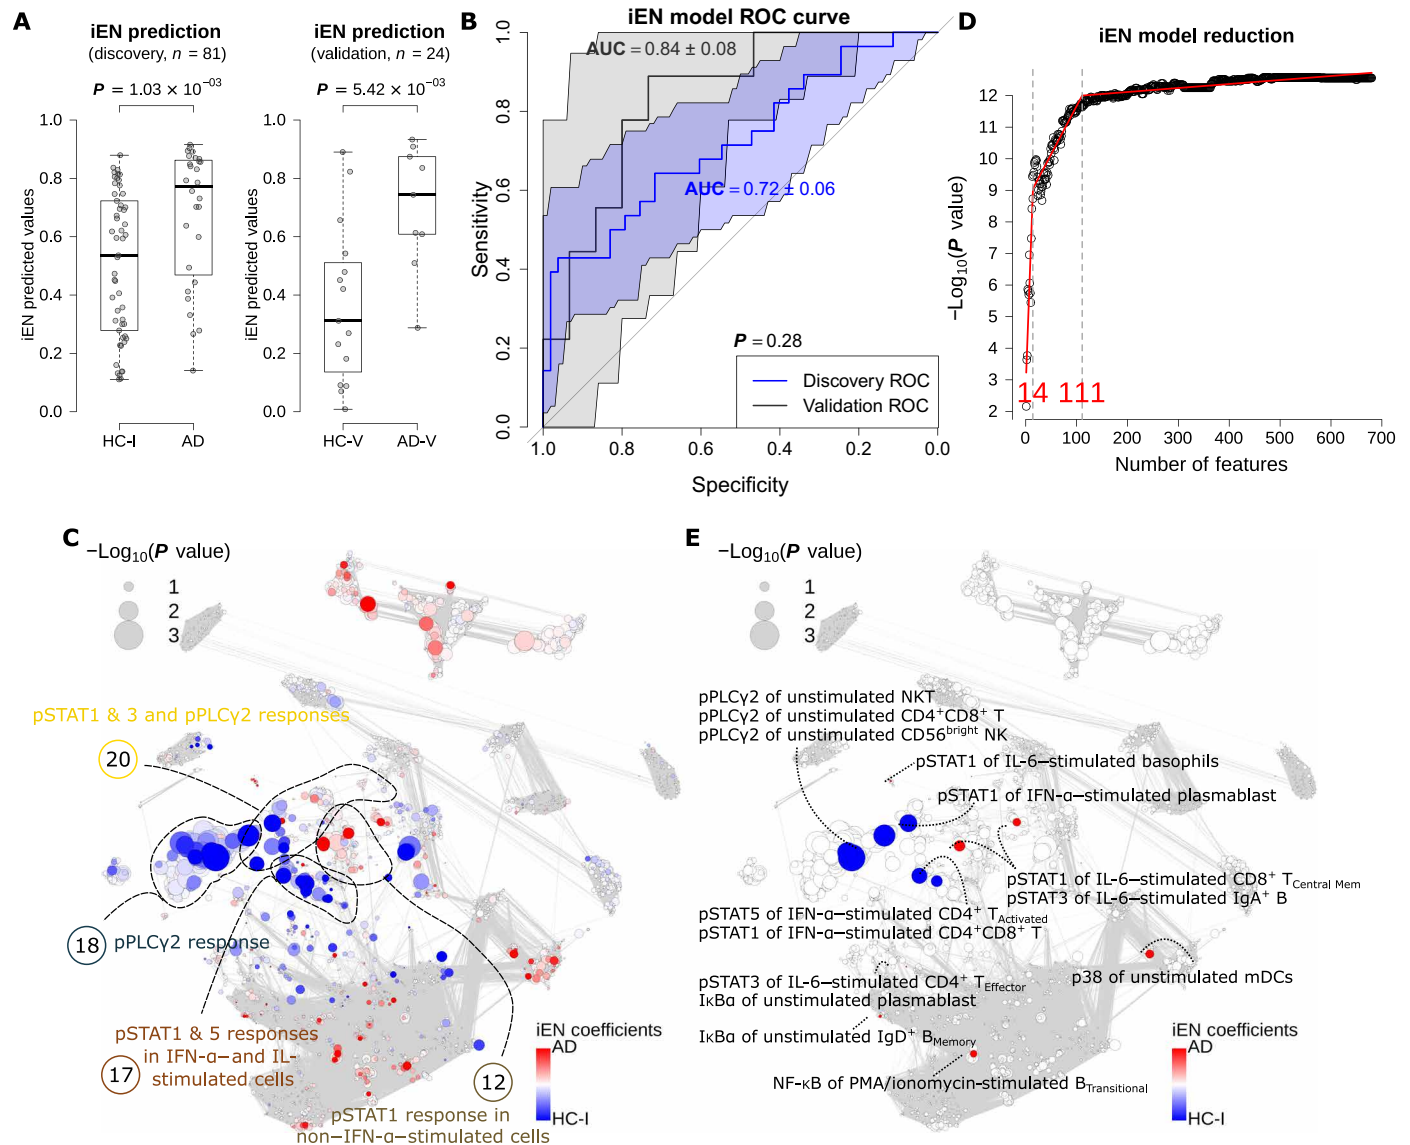 A
iEN prediction
(discovery, n = 81)
P = 1.03 × 10⁻⁰³
iEN predicted values
1.0
0.8
0.6
0.4
0.2
0.0
HC-I
AD
iEN prediction
(validation, n = 24)
P = 5.42 × 10⁻⁰³
iEN predicted values
1.0
0.8
0.6
0.4
0.2
0.0
HC-V
AD-V
B
iEN model ROC curve
AUC = 0.84 ± 0.08
AUC = 0.72 ± 0.06
P = 0.28
Discovery ROC
Validation ROC
Sensitivity
1.0
0.8
0.6
0.4
0.2
0.0
1.0
0.8
0.6
0.4
0.2
0.0
Specificity
D
iEN model reduction
−Log₁₀(P value)
12
11
10
9
8
7
6
5
4
3
2
14
111
0
100
200
300
400
500
600
700
Number of features
C
−Log₁₀(P value)
1
2
3
pSTAT1 & 3 and pPLCγ2 responses
20
18
pPLCγ2 response
pSTAT1 & 5 responses
in IFN-α−and IL-
stimulated cells
17
12
pSTAT1 response in
non−IFN-α−stimulated cells
iEN coefficients
AD
HC-I
E
−Log₁₀(P value)
1
2
3
pPLCγ2 of unstimulated NKT
pPLCγ2 of unstimulated CD4⁺CD8⁺ T
pPLCγ2 of unstimulated CD56bright NK
pSTAT1 of IL-6−stimulated basophils
pSTAT1 of IFN-α−stimulated plasmablast
pSTAT1 of IL-6−stimulated CD8⁺ TCentral Mem
pSTAT3 of IL-6−stimulated IgA⁺ B
pSTAT5 of IFN-α−stimulated CD4⁺ TActivated
pSTAT1 of IFN-α−stimulated CD4⁺CD8⁺ T
p38 of unstimulated mDCs
pSTAT3 of IL-6−stimulated CD4⁺ TEffector
IκBα of unstimulated plasmablast
IκBα of unstimulated IgD⁺ BMemory
NF-κB of PMA/ionomycin-stimulated BTransitional
iEN coefficients
AD
HC-I